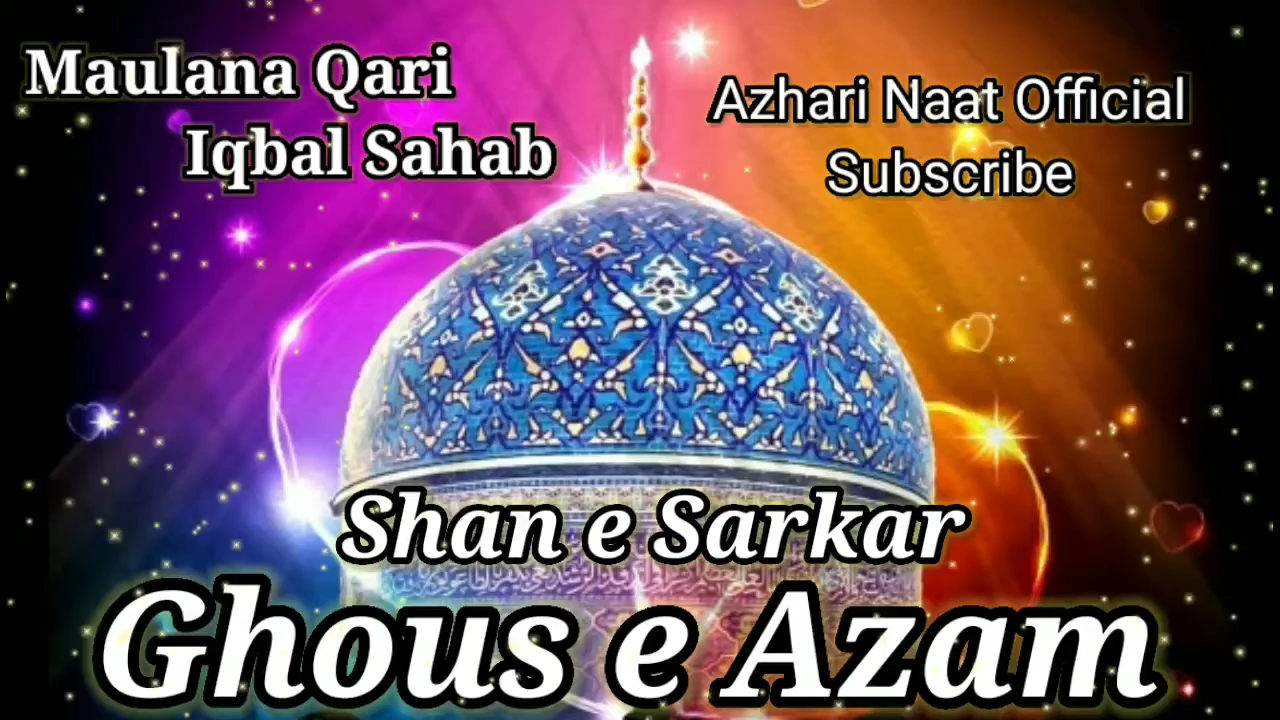 Maulana Qari
Iqbal Sahab
Azhari Naat Official
Subscribe
Shan e Sarkar
Ghous e Azam